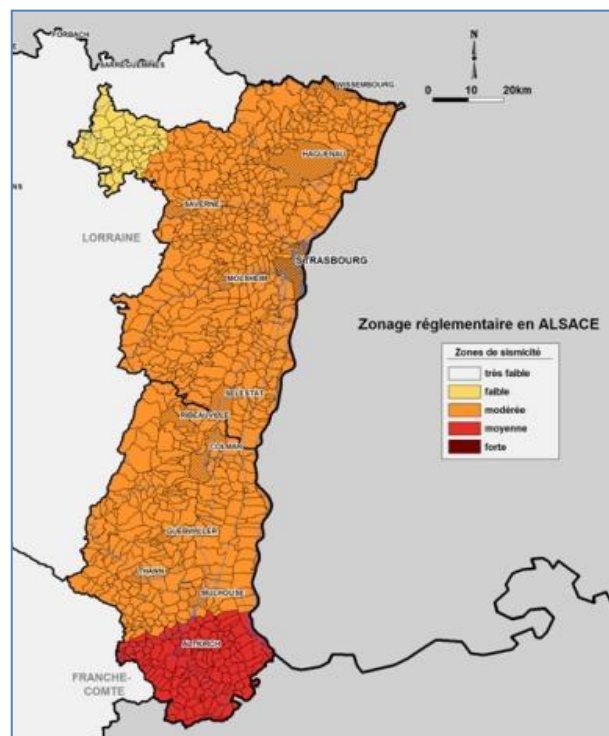 FORBACH
SARREGUEMINES
N
WISSEMBOURG
0 10 20km
HAGUENAU
SAVERNE
LORRAINE
STRASBOURG
MOLSHEIM
Zonage réglementaire en ALSACE
Zones de sismicité
très faible
faible
modérée
moyenne
forte
SELESTAT
RIBEAUVILLE
COLMAR
GUEBWILLER
THANN
MULHOUSE
ALTKIRCH
FRANCHE-
COMTE